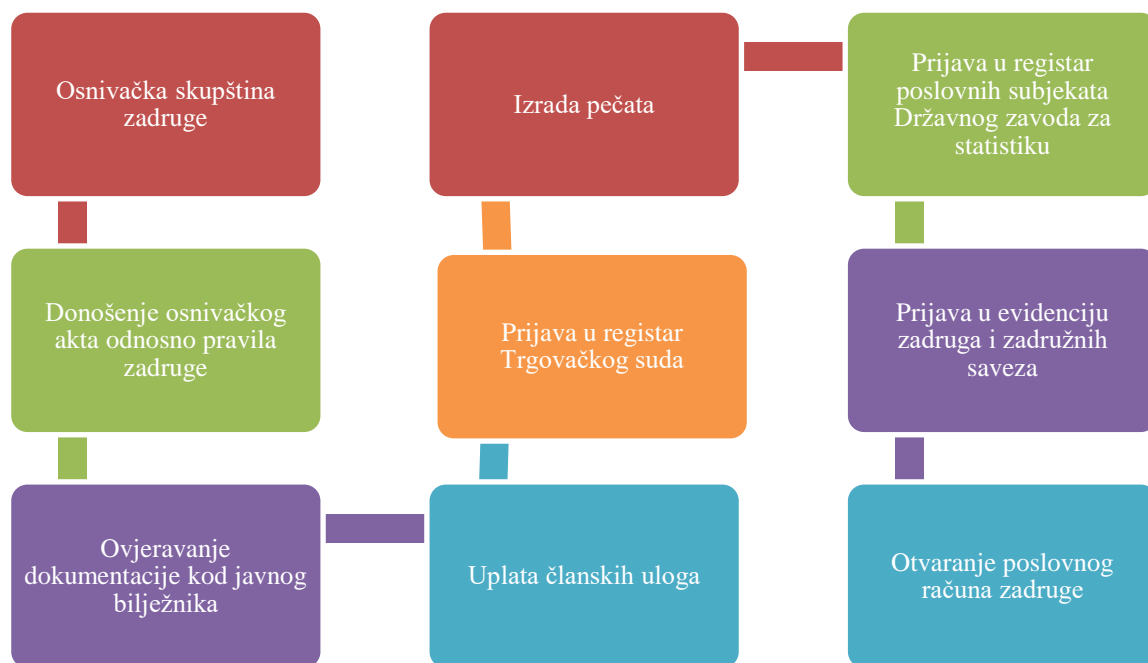 Osnivačka skupština
zadruge
Donošenje osnivačkog
akta odnosno pravila
zadruge
Ovjeravanje
dokumentacije kod javnog
bilježnika
Uplata članskih uloga
Prijava u registar
Trgovačkog suda
Izrada pečata
Prijava u registar
poslovnih subjekata
Državnog zavoda za
statistiku
Prijava u evidenciju
zadruga i zadružnih
saveza
Otvaranje poslovnog
računa zadruge